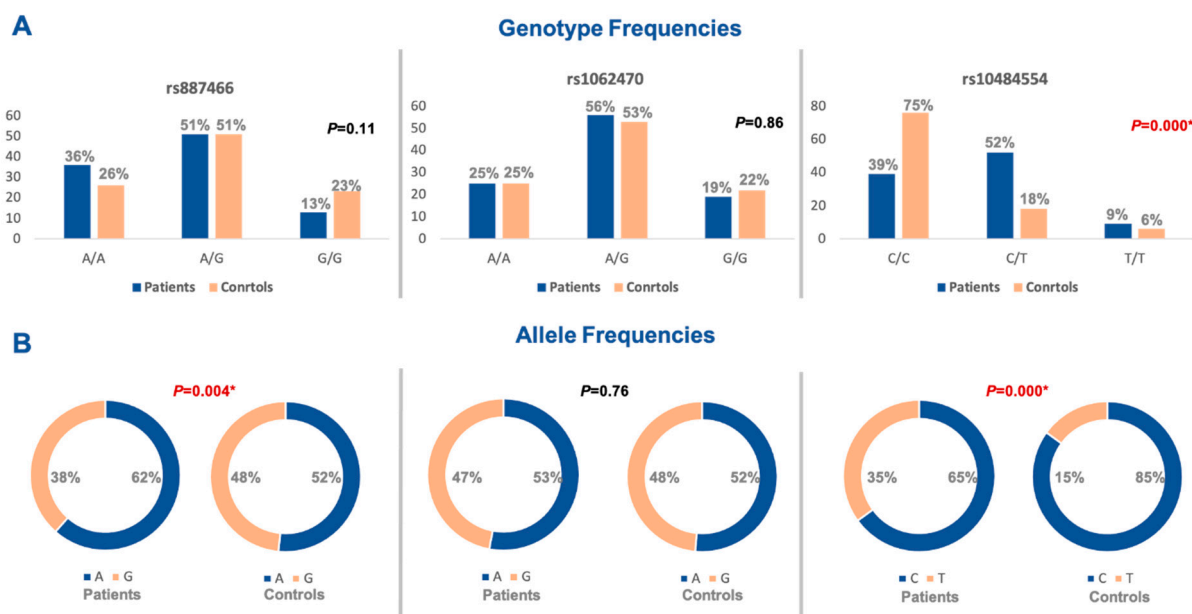 A
Genotype Frequencies
rs887466
60
50
40
30
20
10
0
36%
26%
51%
51%
13%
23%
P=0.11
A/A
A/G
G/G
Patients
Conrtols
rs1062470
60
50
40
30
20
10
0
25%
25%
56%
53%
19%
22%
P=0.86
A/A
A/G
G/G
Patients
Conrtols
rs10484554
80
60
40
20
0
39%
75%
52%
18%
9%
6%
P=0.000*
C/C
C/T
T/T
Patients
Conrtols
B
Allele Frequencies
P=0.004*
38%
62%
48%
52%
A G
Patients
A G
Controls
P=0.76
47%
53%
48%
52%
A G
Patients
A G
Controls
P=0.000*
35%
65%
15%
85%
C T
Patients
C T
Controls